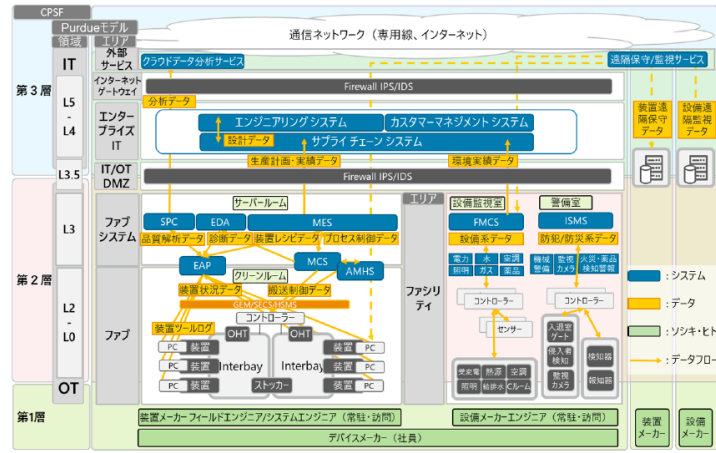 CPSF
Purdueモデル
領域
エリア
通信ネットワーク（専用線、インターネット）
IT
外部
サービス
クラウドデータ分析サービス
遠隔保守/監視サービス
第3層
インターネット
ゲートウェイ
Firewall IPS/IDS
分析データ
L5
-
L4
エンター
プライズ
IT
エンジニアリング システム
カスタマーマネジメント システム
設計データ
サプライ チェーン システム
装置遠
隔保守
データ
設備遠
隔監視
データ
生産計画・実績データ
環境実績データ
L3.5
IT/OT
DMZ
Firewall IPS/IDS
サーバールーム
エリア
設備監視室
警備室
第2層
L3
ファブ
システム
SPC
EDA
MES
FMCS
ISMS
品質解析データ
診断データ
装置レシピデータ
プロセス制御データ
設備系データ
防犯/防災系データ
EAP
MCS
AMHS
電力
水
空調
照明
ガス
薬品
機械
警備
監視
カメラ
火災・薬品
検知警報
クリーンルーム
装置状況データ
搬送制御データ
ファシリ
ティ
GEM/SECS/HSMS
コントローラー
コントローラー
コントローラー
センサー
L2
-
L0
ファブ
装置ツールログ
OHT
OHT
PC
装置
Interbay
Interbay
装置
PC
PC
装置
装置
PC
PC
装置
ストッカー
装置
PC
受変電
熱源
空調
照明
給排水
Cルーム
入退室
ゲート
侵入者
検知
監視
カメラ
検知器
報知器
：システム
：データ
：ソシキ・ヒト
：データフロー
OT
第1層
装置メーカー フィールドエンジニア/システムエンジニア（常駐・訪問）
設備メーカーエンジニア（常駐・訪問）
装置
メーカー
設備
メーカー
デバイスメーカー（社員）